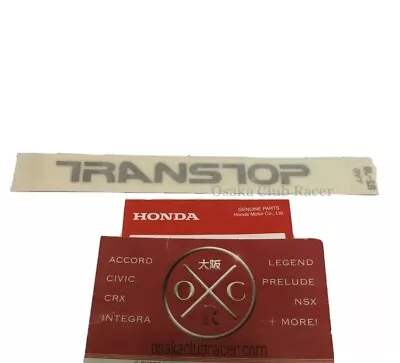 TRANSTOP
Osaka Club Racer
HONDA
GENUINE PARTS
Honda Motor Co., Ltd.
ACCORD
CIVIC
CRX
INTEGRA
大阪
O C
R
LEGEND
PRELUDE
NSX
+ MORE!
osakaclubracer.com